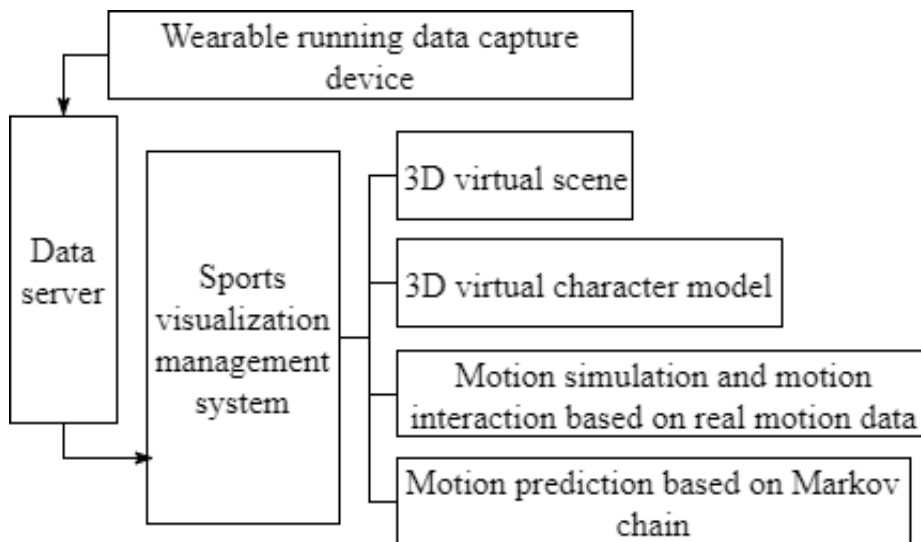 Wearable running data capture
device
Data
server
Sports
visualization
management
system
3D virtual scene
3D virtual character model
Motion simulation and motion
interaction based on real motion data
Motion prediction based on Markov
chain